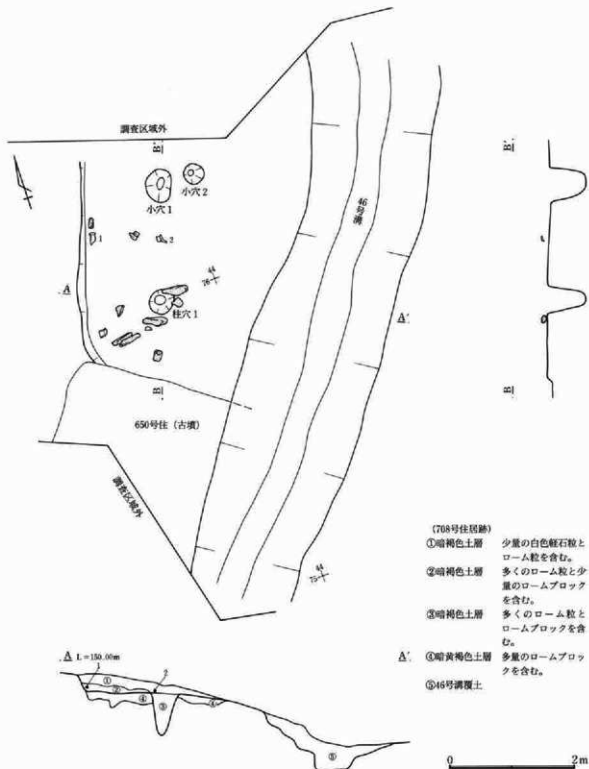 調査区域外
B'
B'
小穴 2
小穴 1
46号溝
1
2
44
76
A
A'
柱穴 1
B
B
650号住（古墳）
調査区域外
44
75
(708号住居跡)
①暗褐色土層 少量の白色軽石粒と
ローム粒を含む。
②暗褐色土層 多くのローム粒と少
量のロームブロック
を含む。
③暗褐色土層 多くのローム粒と
ロームブロックを含
む。
④暗黄褐色土層 多量のロームブロッ
クを含む。
⑤46号溝覆土
A L=150.00m
A'
1
2
①
②
④
③
④
⑤
0 2m